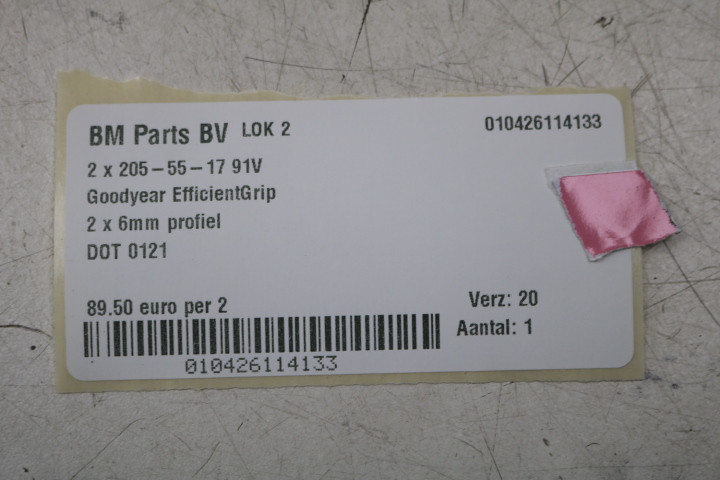 BM Parts BV LOK 2 010426114133
2 x 205-55-17 91V
Goodyear EfficientGrip
2 x 6mm profiel
DOT 0121
89.50 euro per 2 Verz: 20
Aantal: 1
010426114133